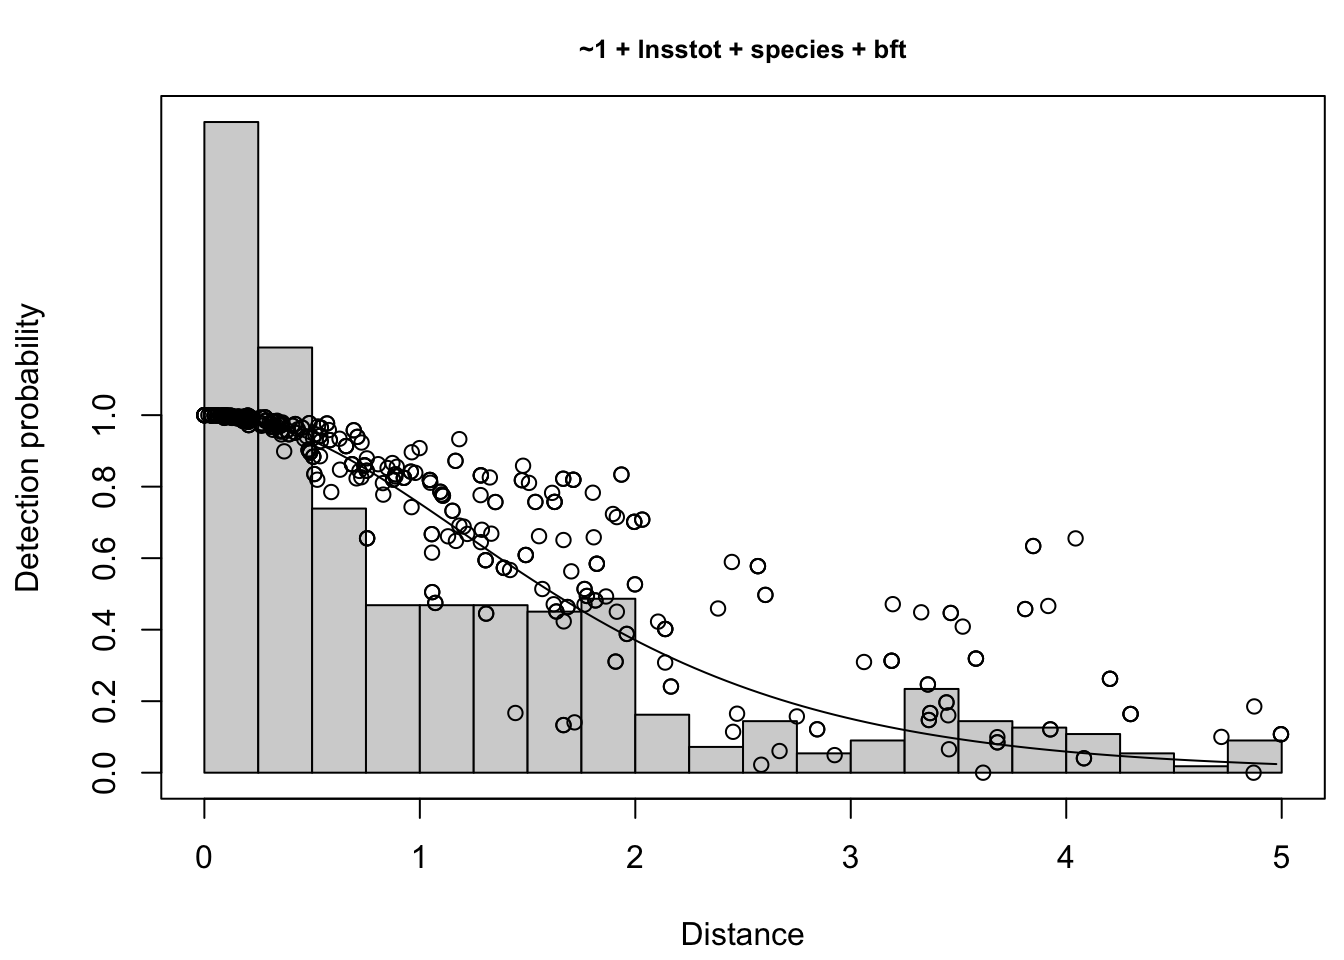 ~1 + lnsstot + species + bft
Detection probability
1.0
0.8
0.6
0.4
0.2
0.0
0 1 2 3 4 5
Distance